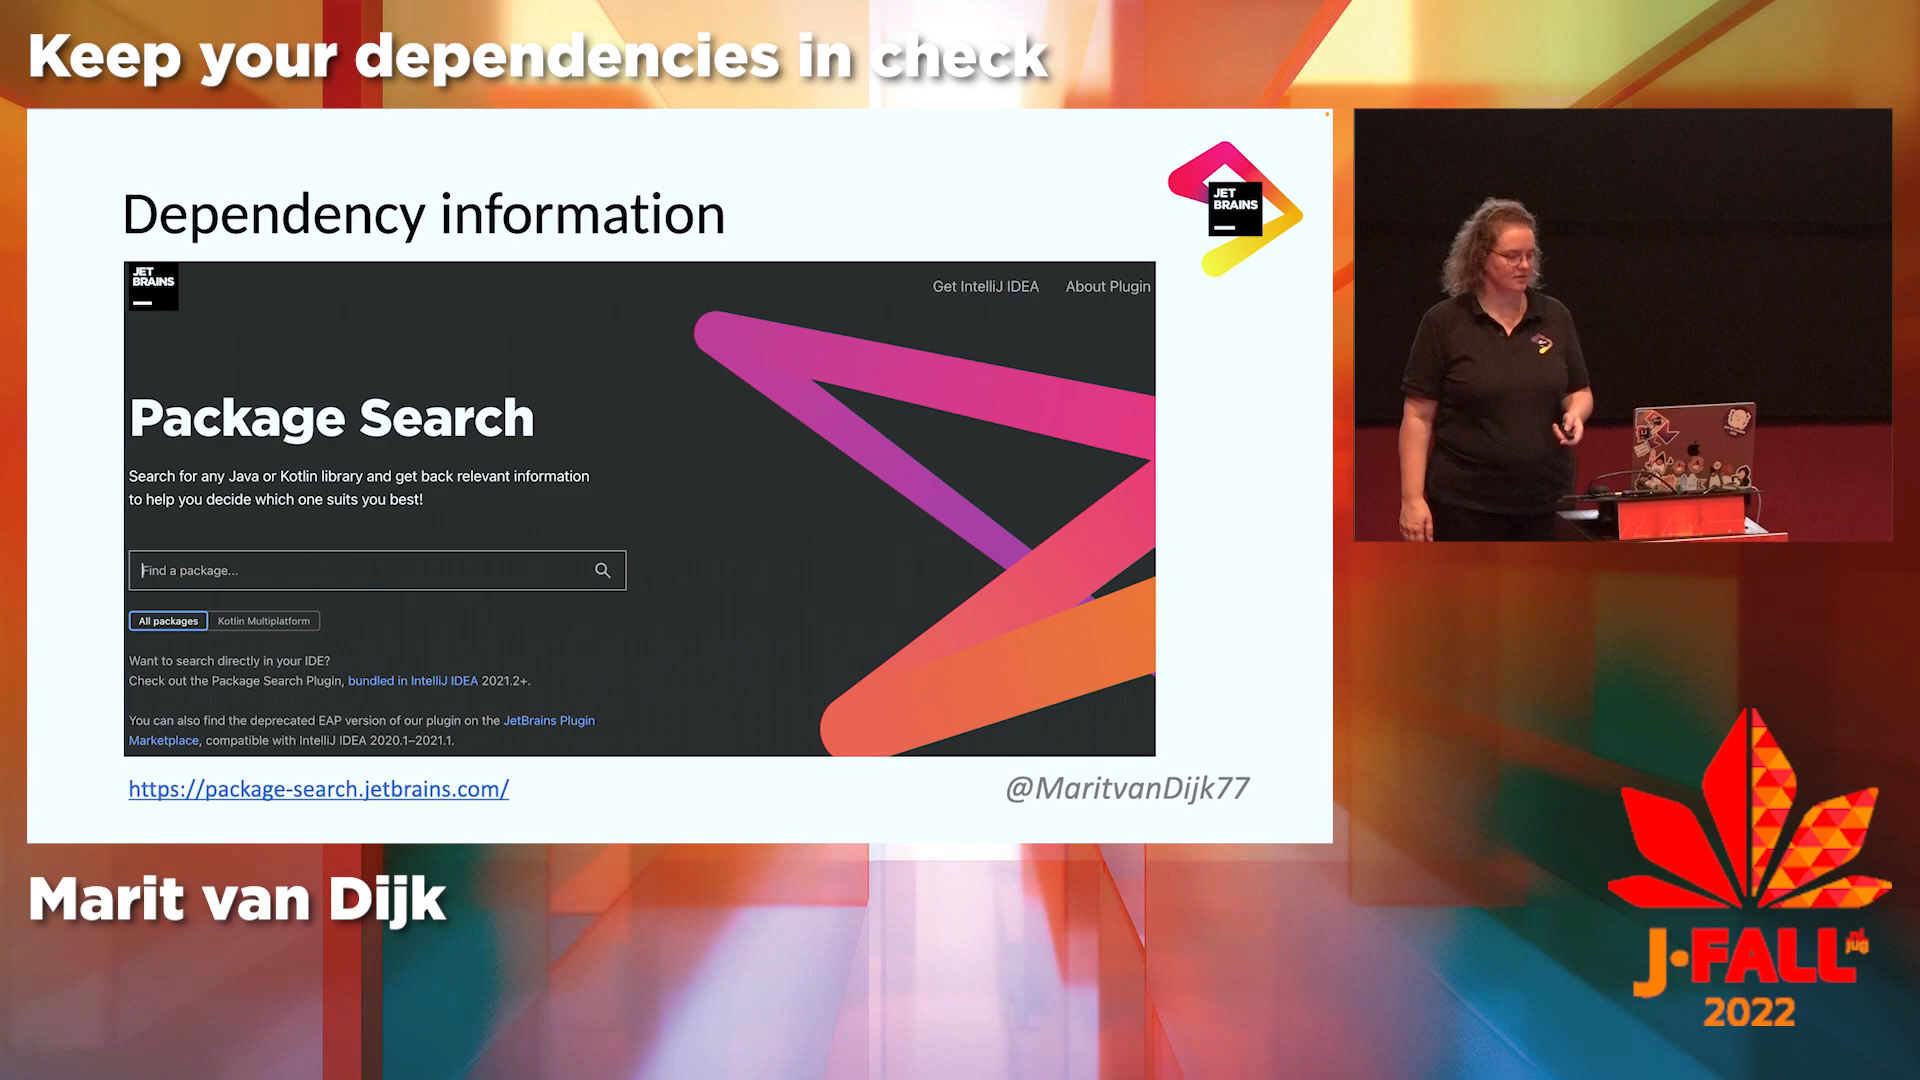 Keep your dependencies in check
Dependency information
JET
BRAINS
JET
BRAINS
Get IntelliJ IDEA
About Plugin
Package Search
Search for any Java or Kotlin library and get back relevant information
to help you decide which one suits you best!
Find a package...
All packages
Kotlin Multiplatform
Want to search directly in your IDE?
Check out the Package Search Plugin, bundled in IntelliJ IDEA 2021.2+.
You can also find the deprecated EAP version of our plugin on the JetBrains Plugin
Marketplace, compatible with IntelliJ IDEA 2020.1–2021.1.
https://package-search.jetbrains.com/
@MaritvanDijk77
Marit van Dijk
J•FALL
nl
jug
2022